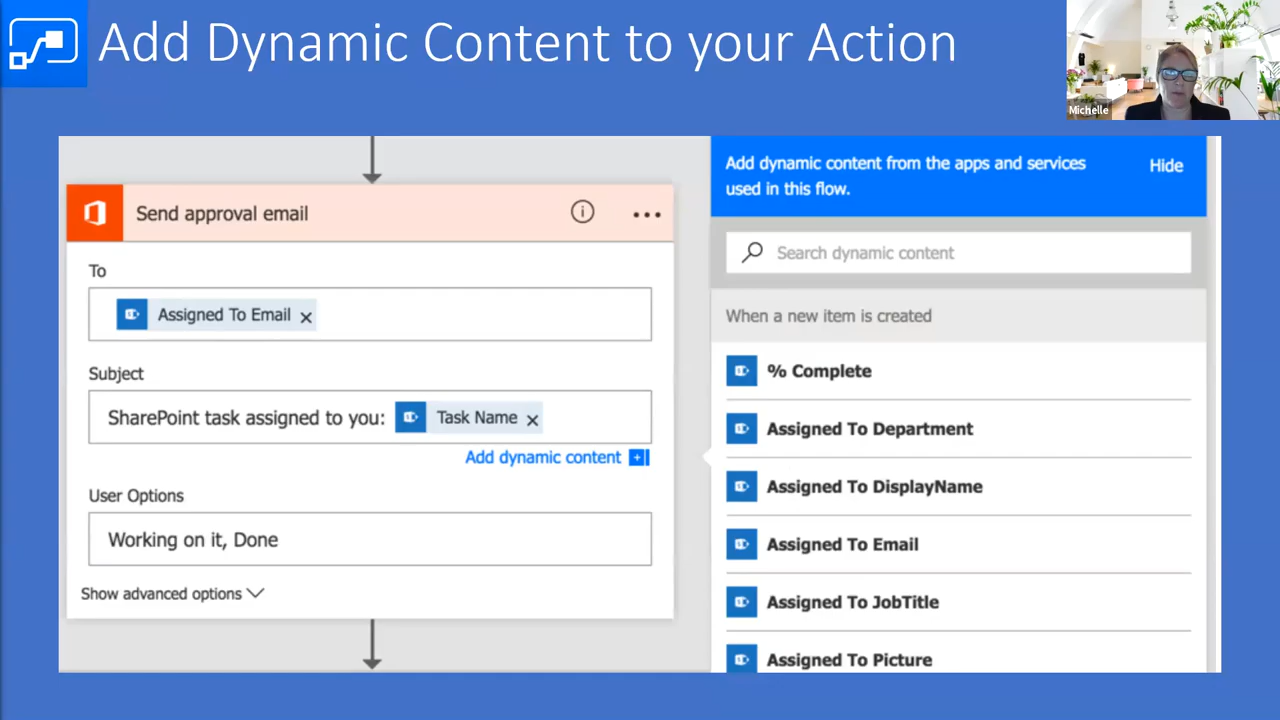 Add Dynamic Content to your Action
Michelle
Send approval email
To
Assigned To Email ×
Subject
SharePoint task assigned to you: Task Name ×
Add dynamic content
User Options
Working on it, Done
Show advanced options
Add dynamic content from the apps and services
used in this flow.
Hide
Search dynamic content
When a new item is created
% Complete
Assigned To Department
Assigned To DisplayName
Assigned To Email
Assigned To JobTitle
Assigned To Picture